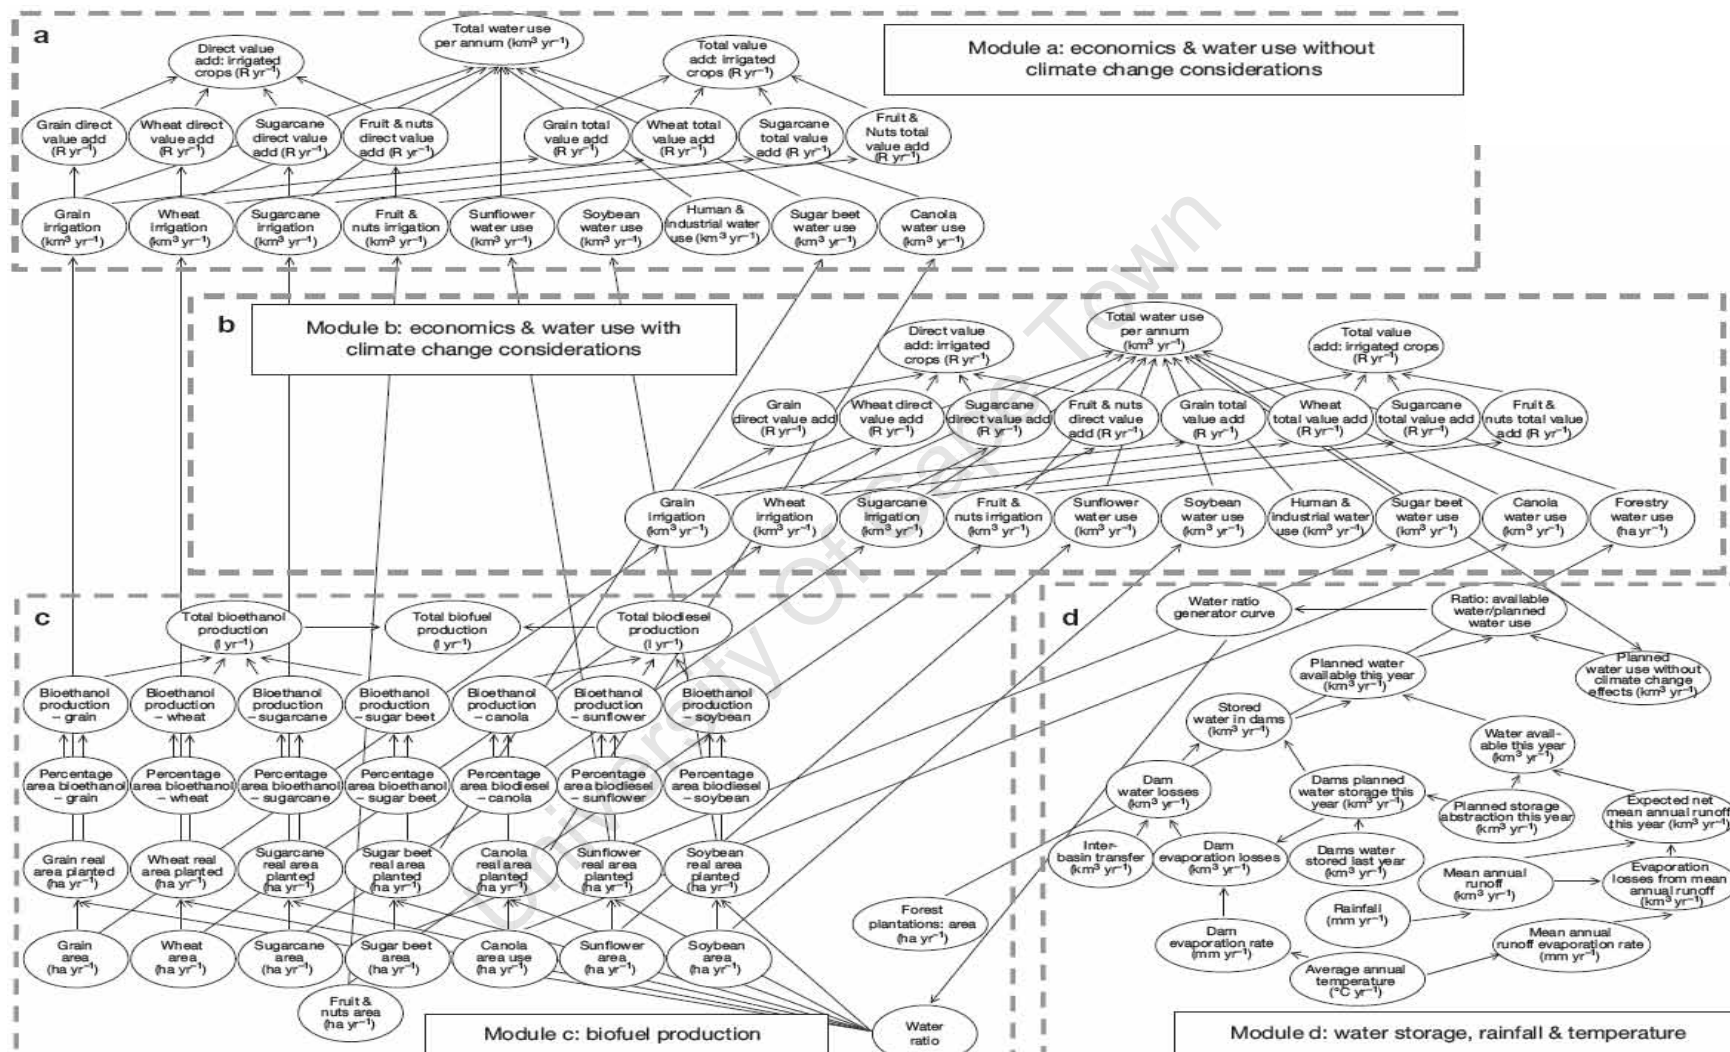 a
Total water use
per annum (km³ yr⁻¹)
Direct value
add: irrigated
crops (R yr⁻¹)
Total value
add: irrigated
crops (R yr⁻¹)
Module a: economics & water use without
climate change considerations
Grain direct
value add
(R yr⁻¹)
Wheat direct
value add
(R yr⁻¹)
Sugarcane
direct value
add (R yr⁻¹)
Fruit & nuts
direct value
add (R yr⁻¹)
Grain total
value add
(R yr⁻¹)
Wheat total
value add
(R yr⁻¹)
Sugarcane
total value
add (R yr⁻¹)
Fruit &
Nuts total
value add
(R yr⁻¹)
Grain
irrigation
(km³ yr⁻¹)
Wheat
irrigation
(km³ yr⁻¹)
Sugarcane
irrigation
(km³ yr⁻¹)
Fruit &
nuts irrigation
(km³ yr⁻¹)
Sunflower
water use
(km³ yr⁻¹)
Soybean
water use
(km³ yr⁻¹)
Human &
industrial water
use (km³ yr⁻¹)
Sugar beet
water use
(km³ yr⁻¹)
Canola
water use
(km³ yr⁻¹)
b
Module b: economics & water use with
climate change considerations
Direct value
add: irrigated
crops (R yr⁻¹)
Total water use
per annum
(km³ yr⁻¹)
Total value
add: irrigated crops
(R yr⁻¹)
Grain
direct value add
(R yr⁻¹)
Wheat direct
value add
(R yr⁻¹)
Sugarcane
direct value add
(R yr⁻¹)
Fruit & nuts
direct value
add (R yr⁻¹)
Grain total
value add
(R yr⁻¹)
Wheat
total value add
(R yr⁻¹)
Sugarcane
total value add
(R yr⁻¹)
Fruit &
nuts total value
add (R yr⁻¹)
Grain
irrigation
(km³ yr⁻¹)
Wheat
irrigation
(km³ yr⁻¹)
Sugarcane
irrigation
(km³ yr⁻¹)
Fruit &
nuts irrigation
(km³ yr⁻¹)
Sunflower
water use
(km³ yr⁻¹)
Soybean
water use
(km³ yr⁻¹)
Human &
industrial water
use (km³ yr⁻¹)
Sugar beet
water use
(km³ yr⁻¹)
Canola
water use
(km³ yr⁻¹)
Forestry
water use
(ha yr⁻¹)
c
Total bioethanol
production
(l yr⁻¹)
Total biofuel
production
(l yr⁻¹)
Total biodiesel
production
(l yr⁻¹)
Bioethanol
production
– grain
Bioethanol
production
– wheat
Bioethanol
production
– sugarcane
Bioethanol
production
– sugar beet
Bioethanol
production
– canola
Bioethanol
production
– sunflower
Bioethanol
production
– soybean
Percentage
area bioethanol
– grain
Percentage
area bioethanol
– wheat
Percentage
area bioethanol
– sugarcane
Percentage
area bioethanol
– sugar beet
Percentage
area biodiesel
– canola
Percentage
area biodiesel
– sunflower
Percentage
area biodiesel
– soybean
Grain real
area planted
(ha yr⁻¹)
Wheat real
area planted
(ha yr⁻¹)
Sugarcane
real area
planted
(ha yr⁻¹)
Sugar beet
real area
planted
(ha yr⁻¹)
Canola
real area
planted
(ha yr⁻¹)
Sunflower
real area
planted
(ha yr⁻¹)
Soybean
real area
planted
(ha yr⁻¹)
Grain
area
(ha yr⁻¹)
Wheat
area
(ha yr⁻¹)
Sugarcane
area
(ha yr⁻¹)
Sugar beet
area
(ha yr⁻¹)
Canola
area use
(ha yr⁻¹)
Sunflower
area
(ha yr⁻¹)
Soybean
area
(ha yr⁻¹)
Forest
plantations: area
(ha yr⁻¹)
Fruit &
nuts area
(ha yr⁻¹)
Module c: biofuel production
Water
ratio
d
Water ratio
generator curve
Ratio: available
water/planned
water use
Planned water
available this year
(km³ yr⁻¹)
Planned
water use without
climate change
effects (km³ yr⁻¹)
Stored
water in dams
(km³ yr⁻¹)
Water avail-
able this year
(km³ yr⁻¹)
Dam
water losses
(km³ yr⁻¹)
Dams planned
water storage this
year (km³ yr⁻¹)
Planned storage
abstraction this year
(km³ yr⁻¹)
Expected net
mean annual runoff
this year (km³ yr⁻¹)
Inter-
basin transfer
(km³ yr⁻¹)
Dam
evaporation losses
(km³ yr⁻¹)
Dams water
stored last year
(km³ yr⁻¹)
Mean annual
runoff
(km³ yr⁻¹)
Evaporation
losses from mean
annual runoff
(km³ yr⁻¹)
Rainfall
(mm yr⁻¹)
Dam
evaporation rate
(mm yr⁻¹)
Mean annual
runoff evaporation rate
(mm yr⁻¹)
Average annual
temperature
(°C yr⁻¹)
Module d: water storage, rainfall & temperature
University Of Cape Town